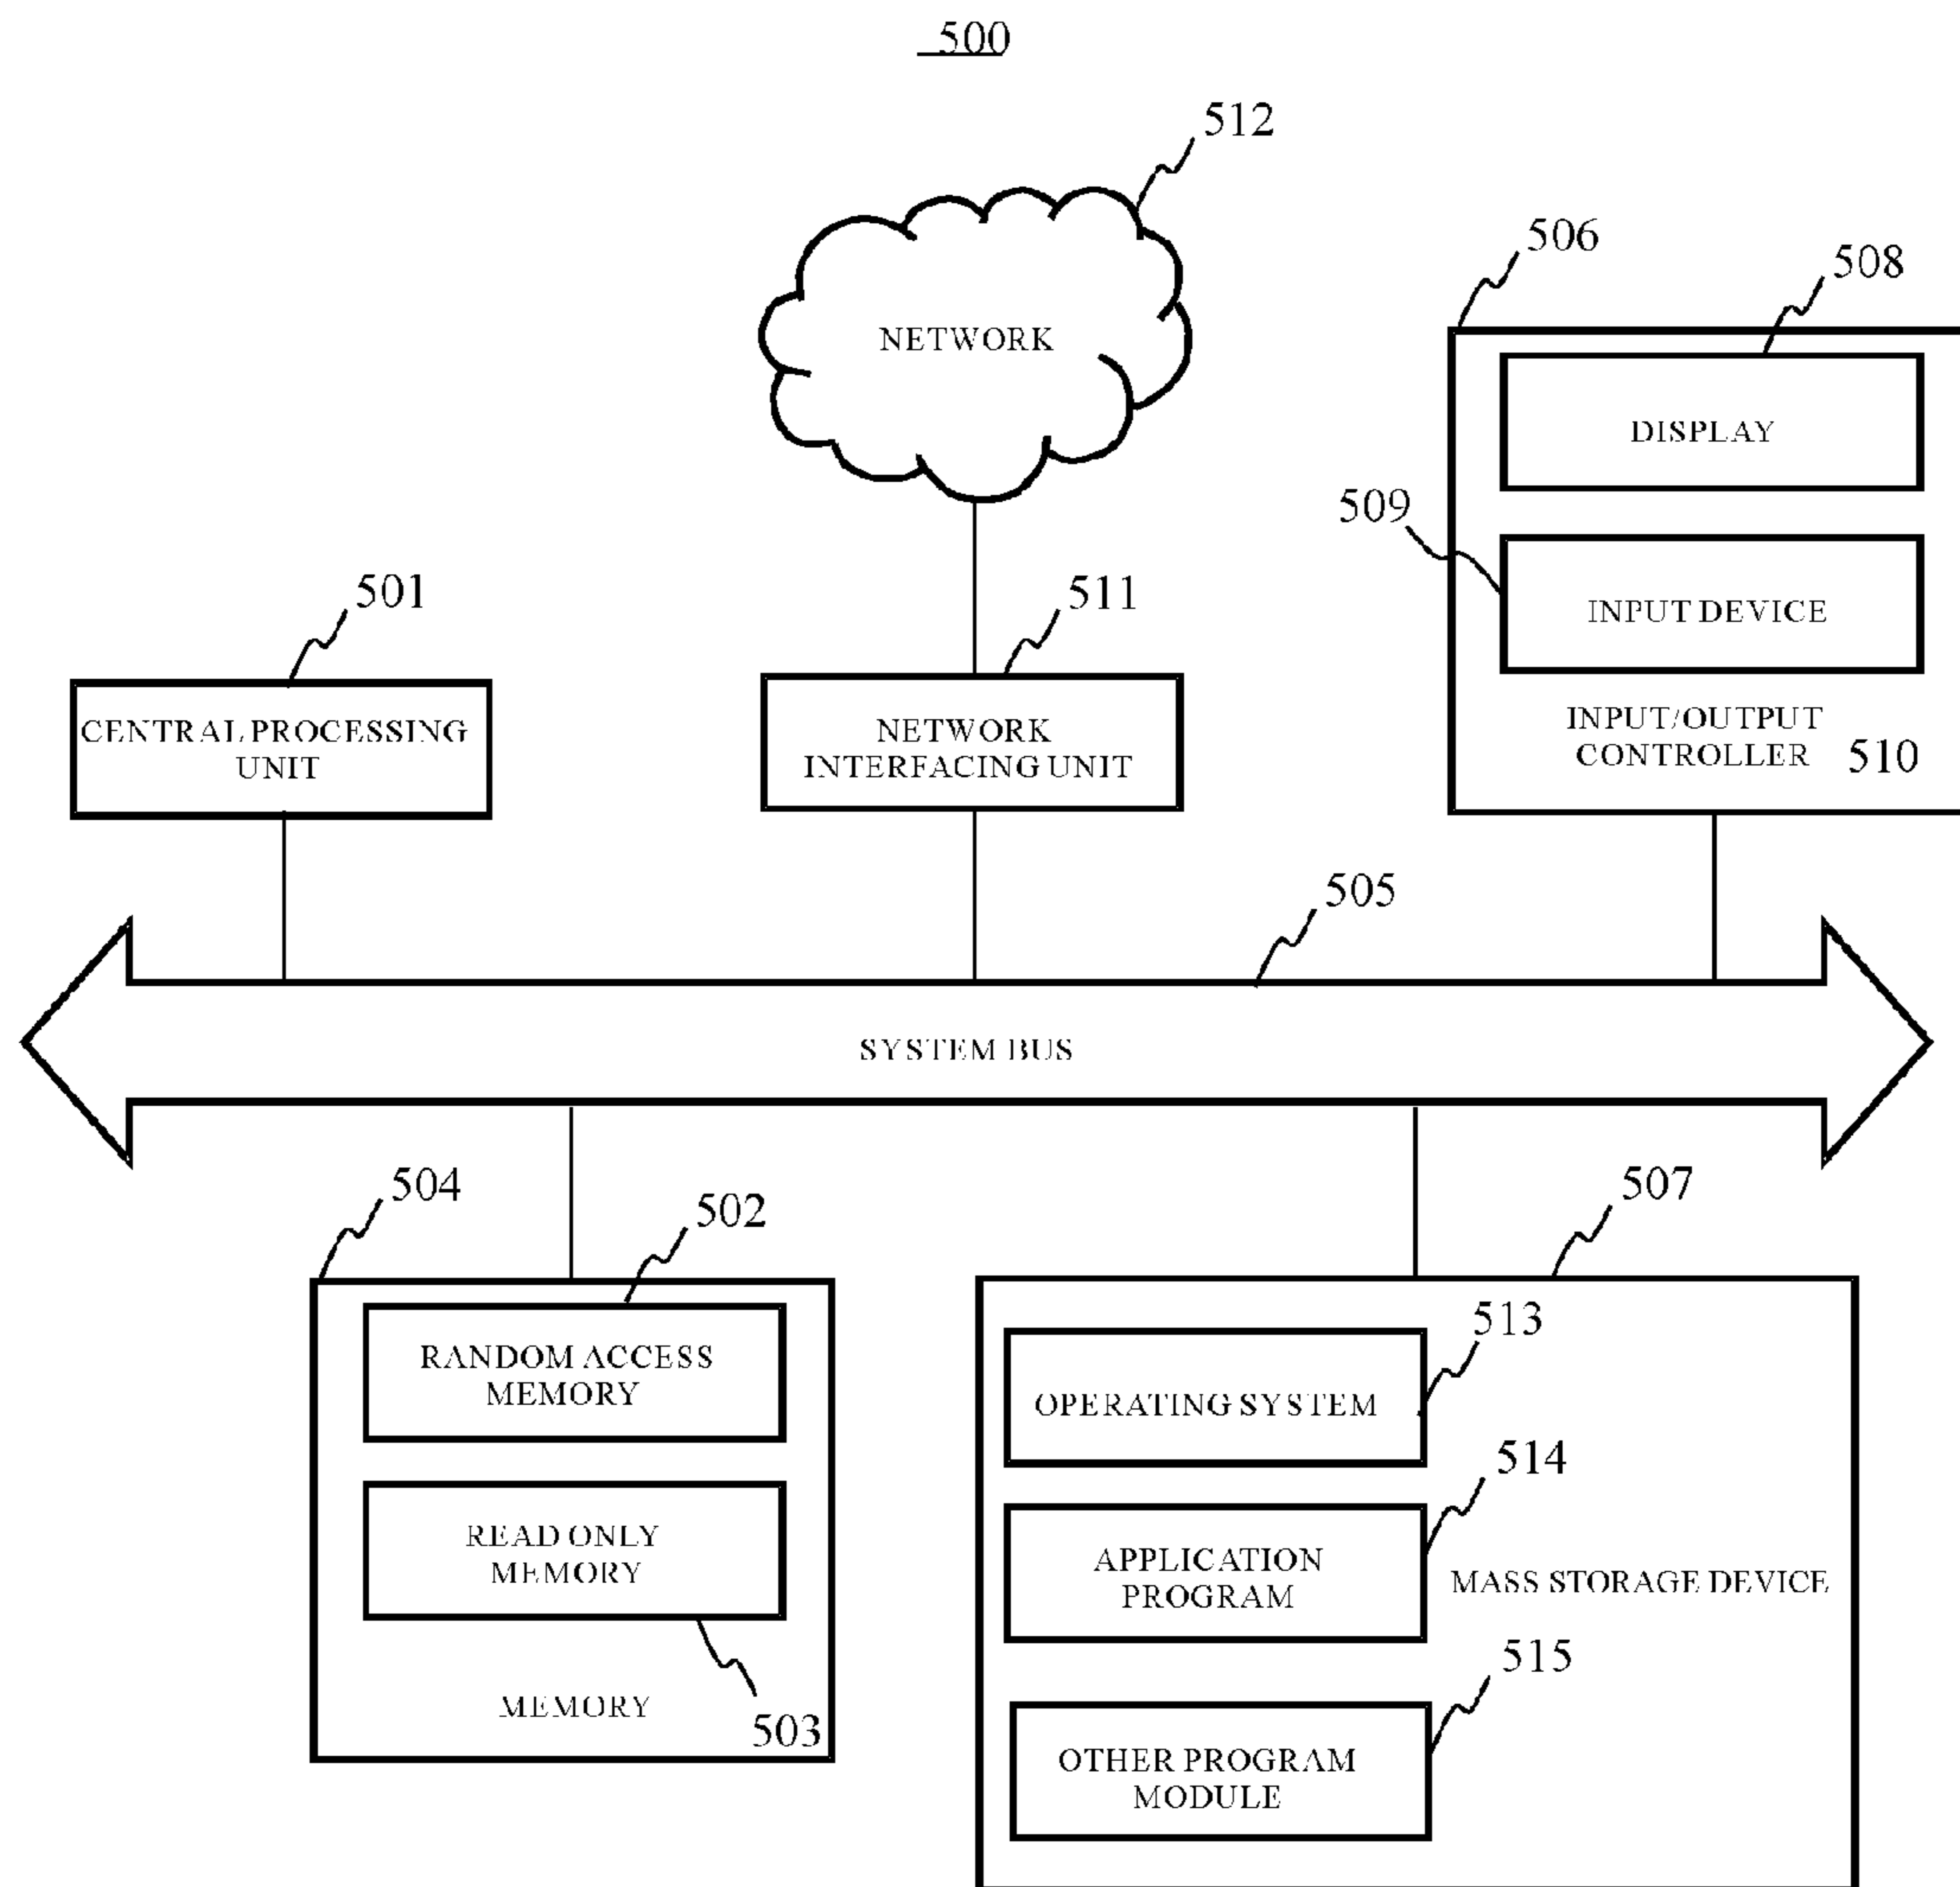 500
512
NETWORK
506
508
DISPLAY
509
INPUT DEVICE
INPUT/OUTPUT
CONTROLLER 510
501
CENTRAL PROCESSING
UNIT
511
NETWORK
INTERFACING UNIT
505
SYSTEM BUS
504
502
RANDOM ACCESS
MEMORY
READ ONLY
MEMORY
MEMORY
503
507
513
OPERATING SYSTEM
514
APPLICATION
PROGRAM
MASS STORAGE DEVICE
515
OTHER PROGRAM
MODULE